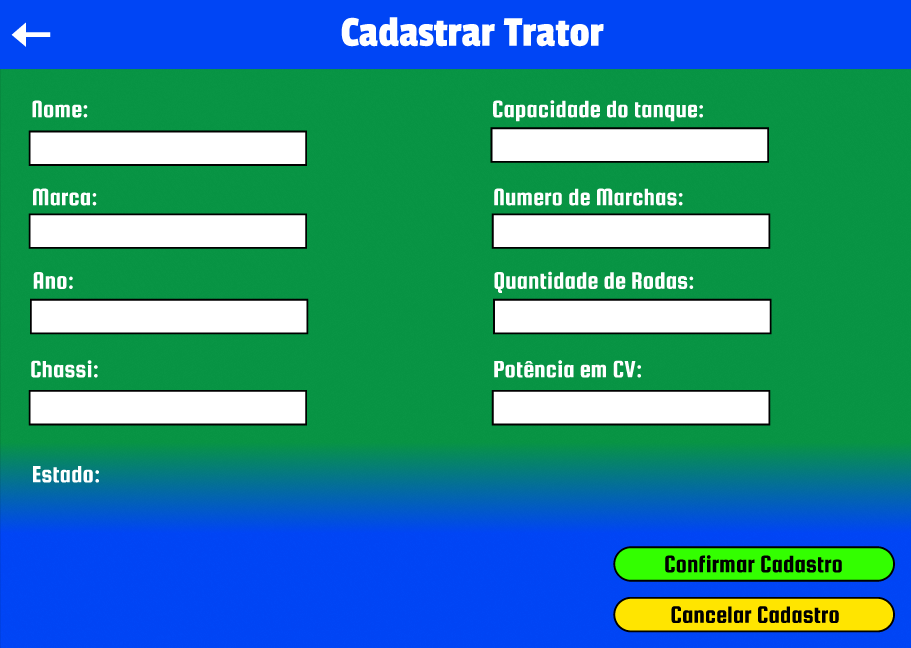 Cadastrar Trator
Nome:
Capacidade do tanque:
Marca:
Numero de Marchas:
Ano:
Quantidade de Rodas:
Chassi:
Potência em CV:
Estado:
Confirmar Cadastro
Cancelar Cadastro